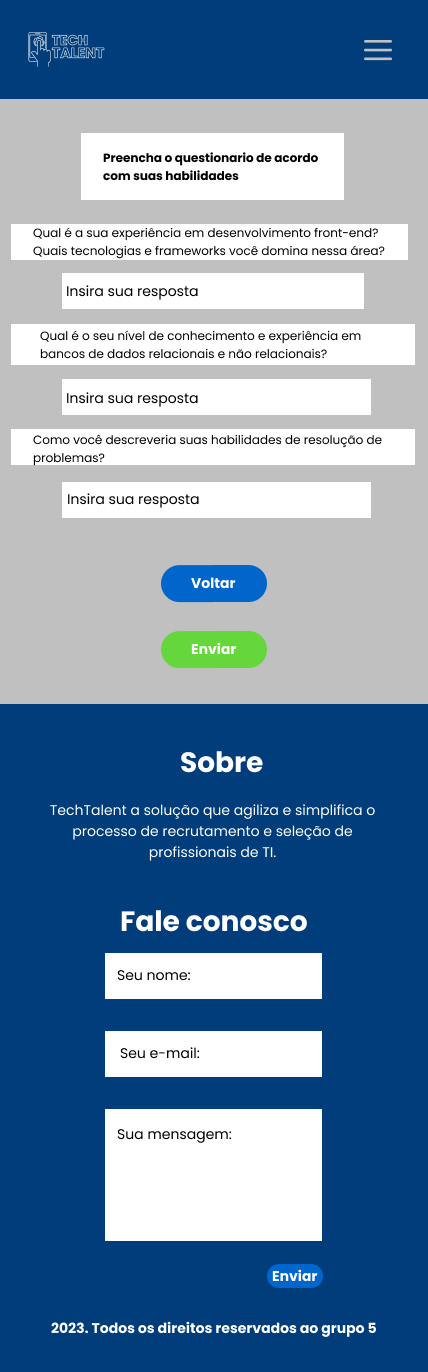 TECH
TALENT
Preencha o questionario de acordo
com suas habilidades
Qual é a sua experiência em desenvolvimento front-end?
Quais tecnologias e frameworks você domina nessa área?
Insira sua resposta
Qual é o seu nível de conhecimento e experiência em
bancos de dados relacionais e não relacionais?
Insira sua resposta
Como você descreveria suas habilidades de resolução de
problemas?
Insira sua resposta
Voltar
Enviar
Sobre
TechTalent a solução que agiliza e simplifica o
processo de recrutamento e seleção de
profissionais de TI.
Fale conosco
Seu nome:
Seu e-mail:
Sua mensagem:
Enviar
2023. Todos os direitos reservados ao grupo 5